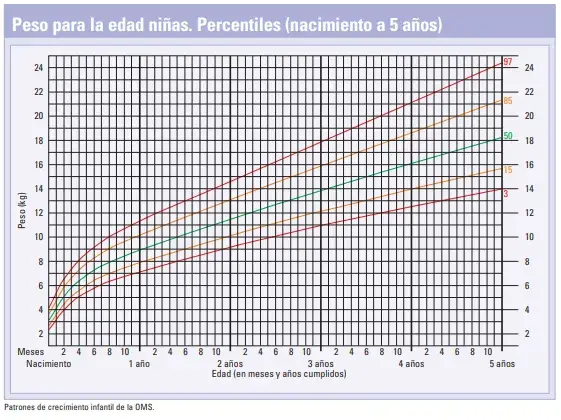 Peso para la edad niñas. Percentiles (nacimiento a 5 años)
97
24 24
22 22
85
20 20
50
18 18
16 16
15
14 14
3
12 12
10 10
8 8
6 6
4 4
2 2
Peso (kg)
Meses 2 4 6 8 10 2 4 6 8 10 2 4 6 8 10 2 4 6 8 10 2 4 6 8 10
Nacimiento 1 año 2 años 3 años 4 años 5 años
Edad (en meses y años cumplidos)
Patrones de crecimiento infantil de la OMS.